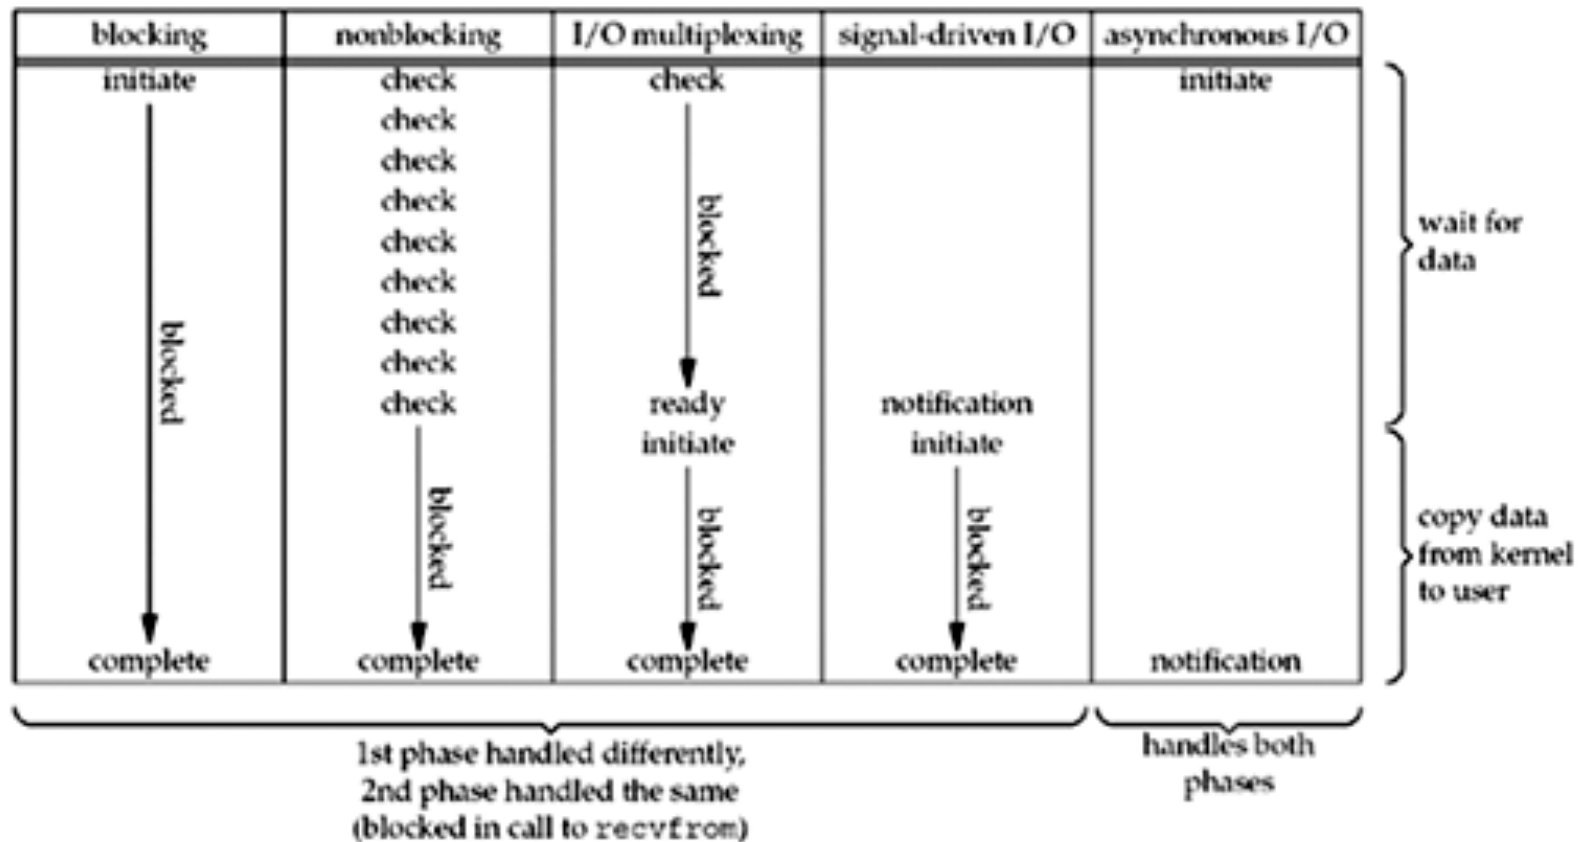 blocking nonblocking I/O multiplexing signal-driven I/O asynchronous I/O
initiate check check initiate
check
check
check
check
check
check
check
check ready notification
initiate initiate
blocked
blocked
blocked
blocked
blocked
complete complete complete complete notification
wait for
data
copy data
from kernel
to user
1st phase handled differently,
2nd phase handled the same
(blocked in call to recvfrom)
handles both
phases